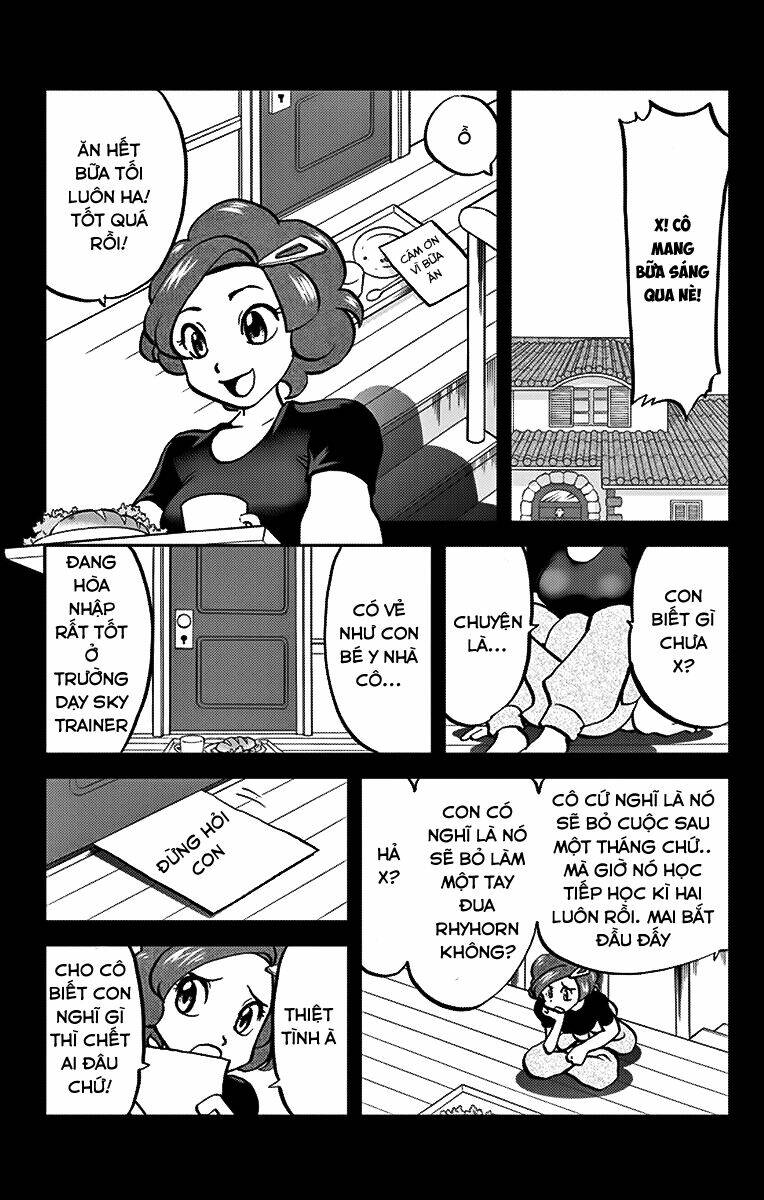 X! CÔ
MANG
BỮA SÁNG
QUA NÈ!
Ồ
ĂN HẾT
BỮA TỐI
LUÔN HA!
TỐT QUÁ
RỒI!
CẢM ƠN
VÌ BỮA
ĂN
CON
BIẾT GÌ
CHƯA
X?
CHUYỆN
LÀ...
CÓ VẺ
NHƯ CON
BÉ Y NHÀ
CÔ...
ĐANG
HÒA
NHẬP
RẤT TỐT
Ở
TRƯỜNG
DẠY SKY
TRAINER
CÔ CỨ NGHĨ LÀ NÓ
SẼ BỎ CUỘC SAU
MỘT THÁNG CHỨ..
MÀ GIỜ NÓ HỌC
TIẾP HỌC KÌ HAI
LUÔN RỒI. MAI BẮT
ĐẦU ĐẤY
CON CÓ
NGHĨ LÀ NÓ
SẼ BỎ LÀM
MỘT TAY
ĐUA
RHYHORN
KHÔNG?
HẢ
X?
ĐỪNG HỎI
CON
THIỆT
TÌNH À
CHO CÔ
BIẾT CON
NGHĨ GÌ
THÌ CHẾT
AI ĐÂU
CHỨ!